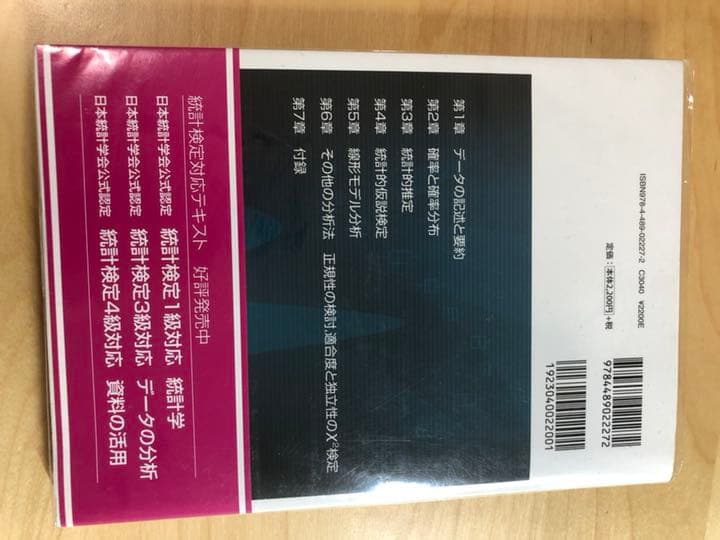 ISBN978-4-489-02227-2 C3040 ¥2200E
定価:本体2,200円+税
9784489022272
1923040022001
第1章 データの記述と要約
第2章 確率と確率分布
第3章 統計的推定
第4章 統計的仮説検定
第5章 線形モデル分析
第6章 その他の分析法 正規性の検討,適合度と独立性のχ²検定
第7章 付録
統計検定対応テキスト 好評発売中
日本統計学会公式認定 統計検定1級対応 統計学
日本統計学会公式認定 統計検定3級対応 データの分析
日本統計学会公式認定 統計検定4級対応 資料の活用